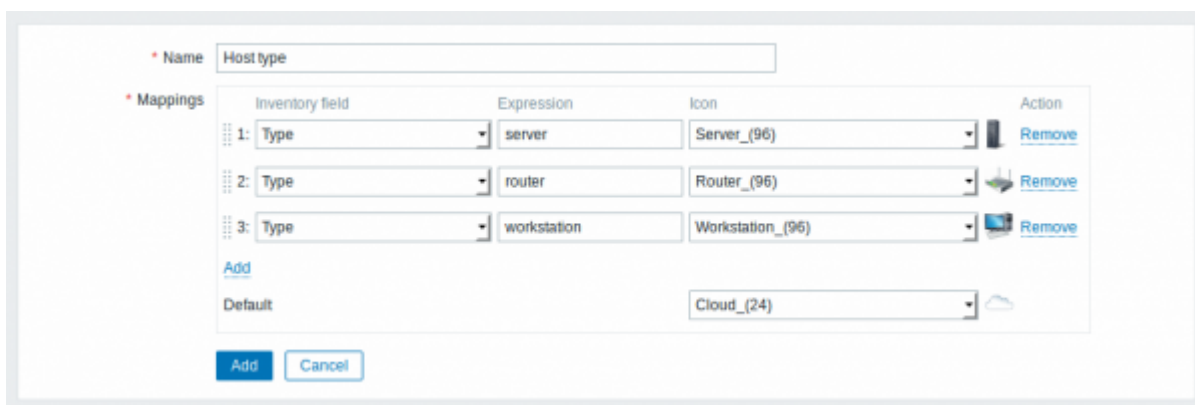 * Name Host type
* Mappings Inventory field Expression Icon Action
1: Type server Server_(96) Remove
2: Type router Router_(96) Remove
3: Type workstation Workstation_(96) Remove
Add
Default Cloud_(24)
Add Cancel